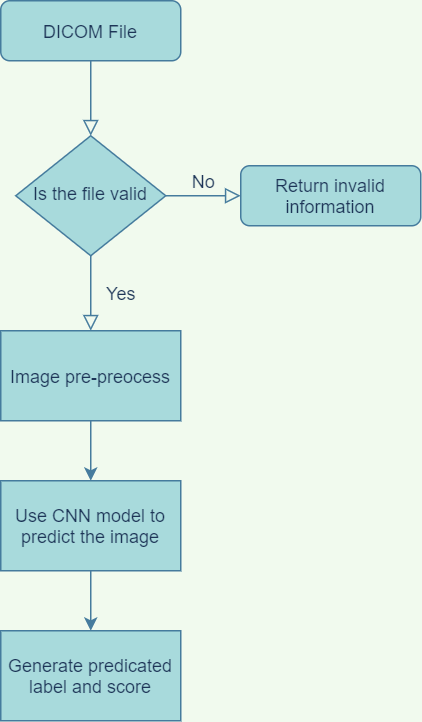 DICOM File
Is the file valid
No
Return invalid
information
Yes
Image pre-preocess
Use CNN model to
predict the image
Generate predicated
label and score